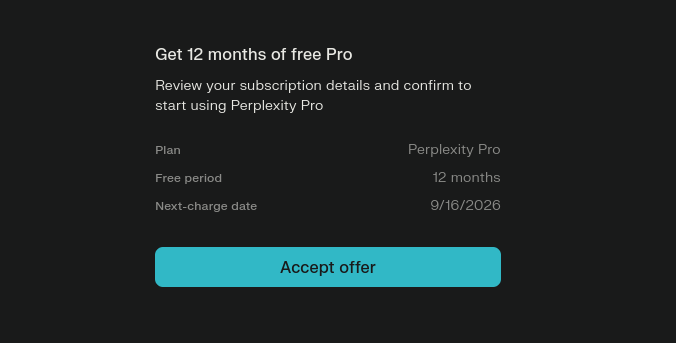 Get 12 months of free Pro
Review your subscription details and confirm to
start using Perplexity Pro
Plan Perplexity Pro
Free period 12 months
Next-charge date 9/16/2026
Accept offer